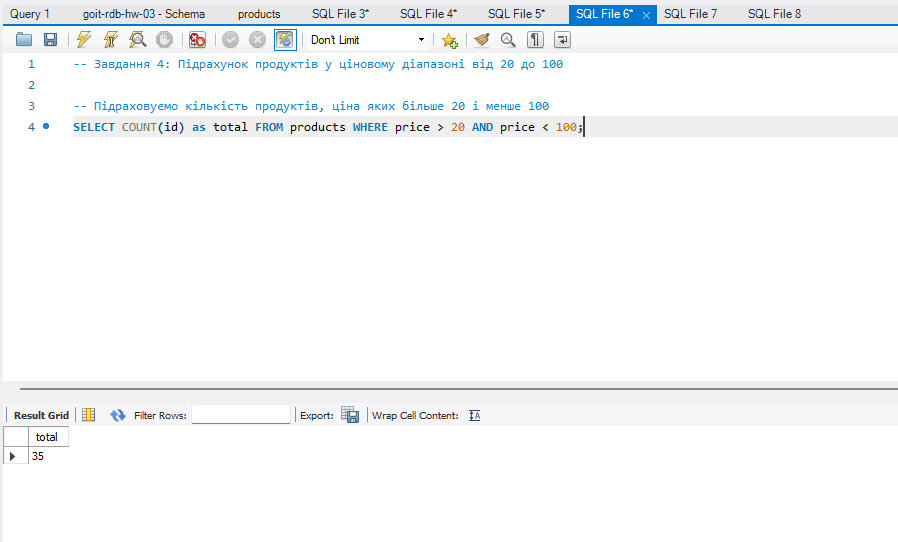 Query 1 goit-rdb-hw-03 - Schema products SQL File 3* SQL File 4* SQL File 5* SQL File 6* SQL File 7 SQL File 8
Don't Limit
1 -- Завдання 4: Підрахунок продуктів у ціновому діапазоні від 20 до 100
2
3 -- Підраховуємо кількість продуктів, ціна яких більше 20 і менше 100
4 SELECT COUNT(id) as total FROM products WHERE price > 20 AND price < 100;
Result Grid Filter Rows: Export: Wrap Cell Content:
total
35